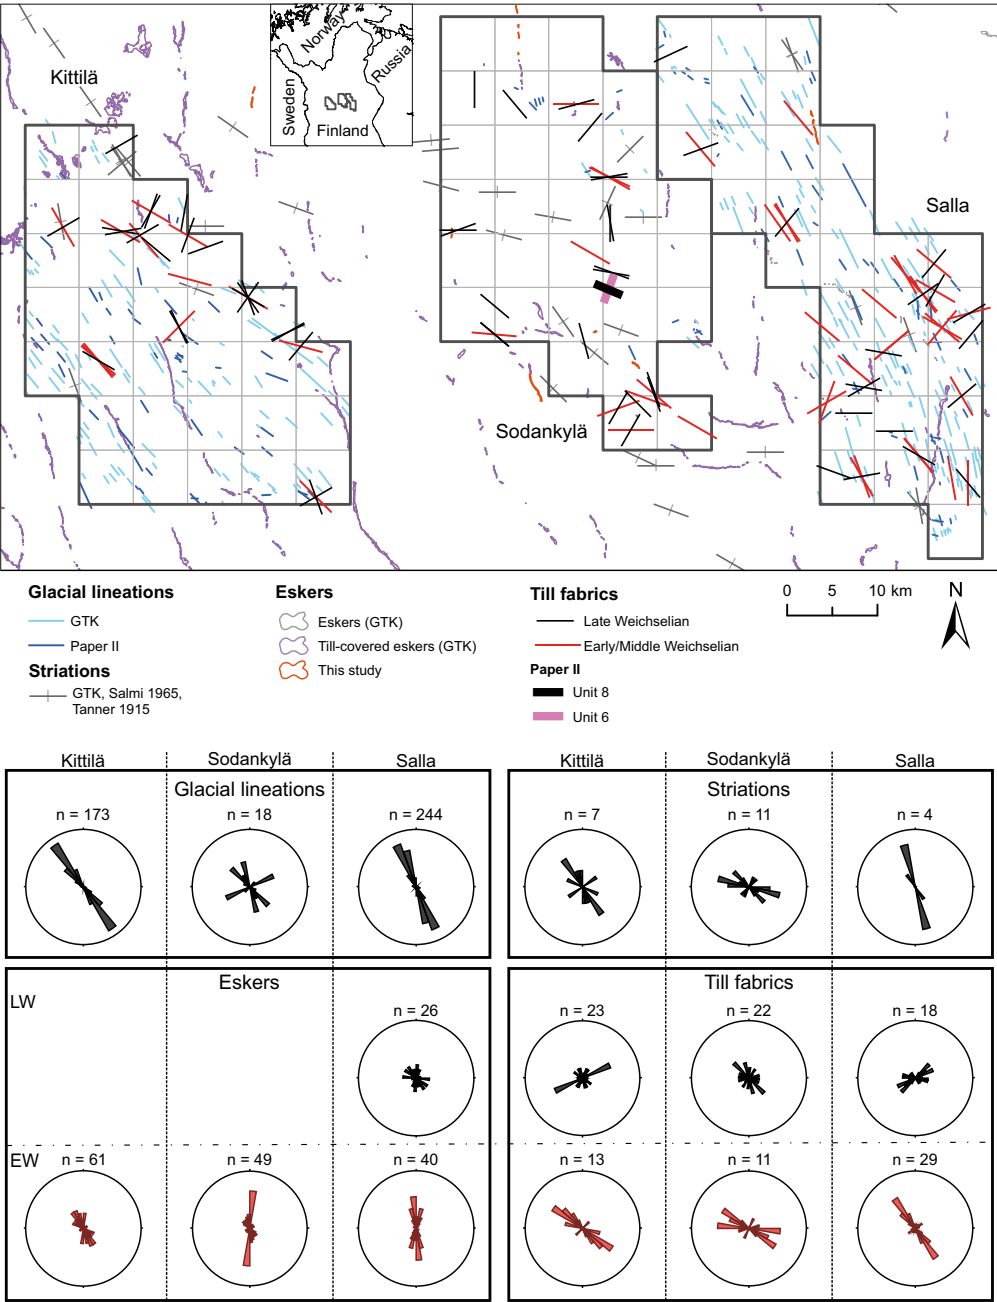 Kittilä
Norway
Russia
Sweden
Finland
Salla
Sodankylä
Glacial lineations
GTK
Paper II
Striations
GTK, Salmi 1965,
Tanner 1915
Eskers
Eskers (GTK)
Till-covered eskers (GTK)
This study
Till fabrics
Late Weichselian
Early/Middle Weichselian
Paper II
Unit 8
Unit 6
0 5 10 km
N
Kittilä Sodankylä Salla
Glacial lineations
n = 173 n = 18 n = 244
Kittilä Sodankylä Salla
Striations
n = 7 n = 11 n = 4
Eskers
LW
n = 26
EW
n = 61 n = 49 n = 40
Till fabrics
n = 23 n = 22 n = 18
n = 13 n = 11 n = 29